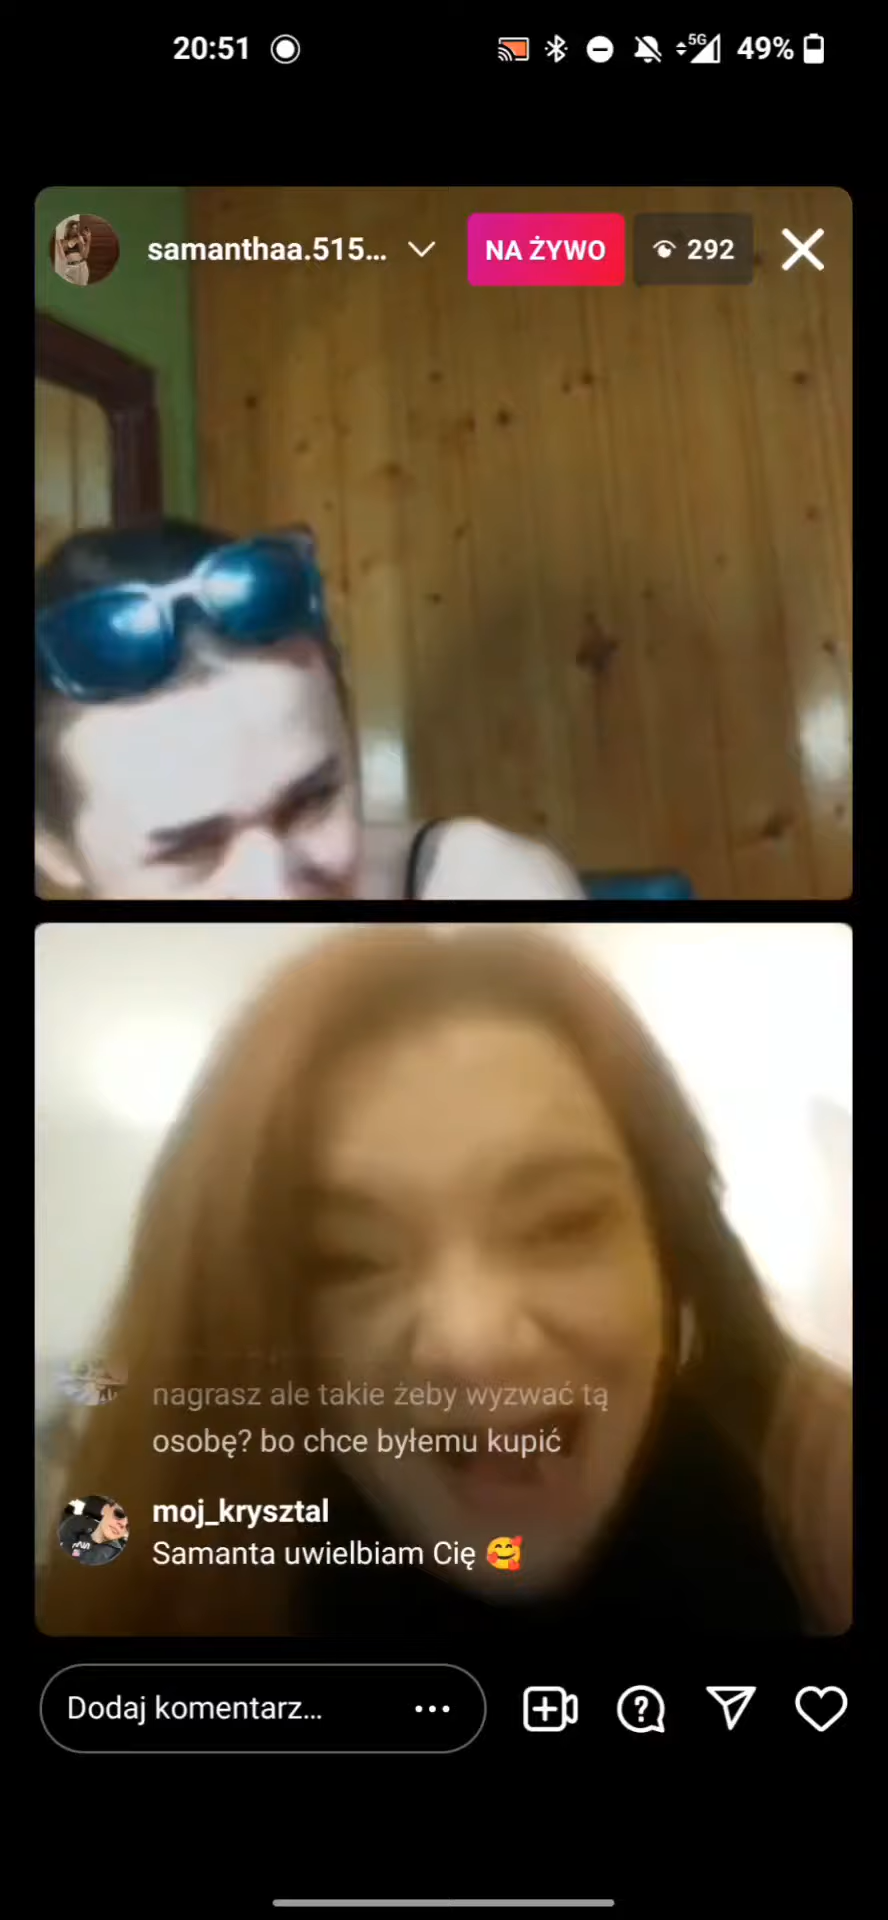 20:51
5G
49%
samanthaa.515...
NA ŻYWO
292
nagrasz ale takie żeby wyzwać tą
osobę? bo chce byłemu kupić
moj_krysztal
Samanta uwielbiam Cię 🥰
Dodaj komentarz...